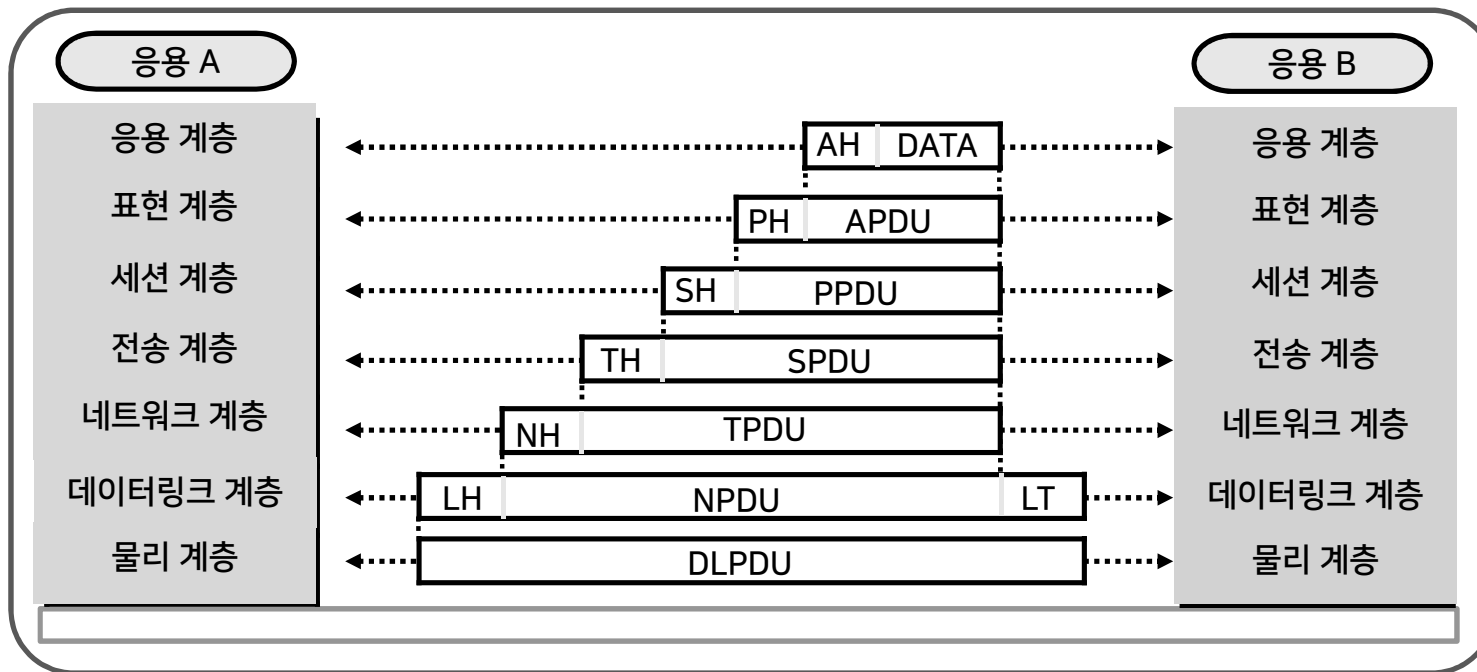 응용 A 응용 B
응용 계층 AH DATA 응용 계층
표현 계층 PH APDU 표현 계층
세션 계층 SH PPDU 세션 계층
전송 계층 TH SPDU 전송 계층
네트워크 계층 NH TPDU 네트워크 계층
데이터링크 계층 LH NPDU LT 데이터링크 계층
물리 계층 DLPDU 물리 계층